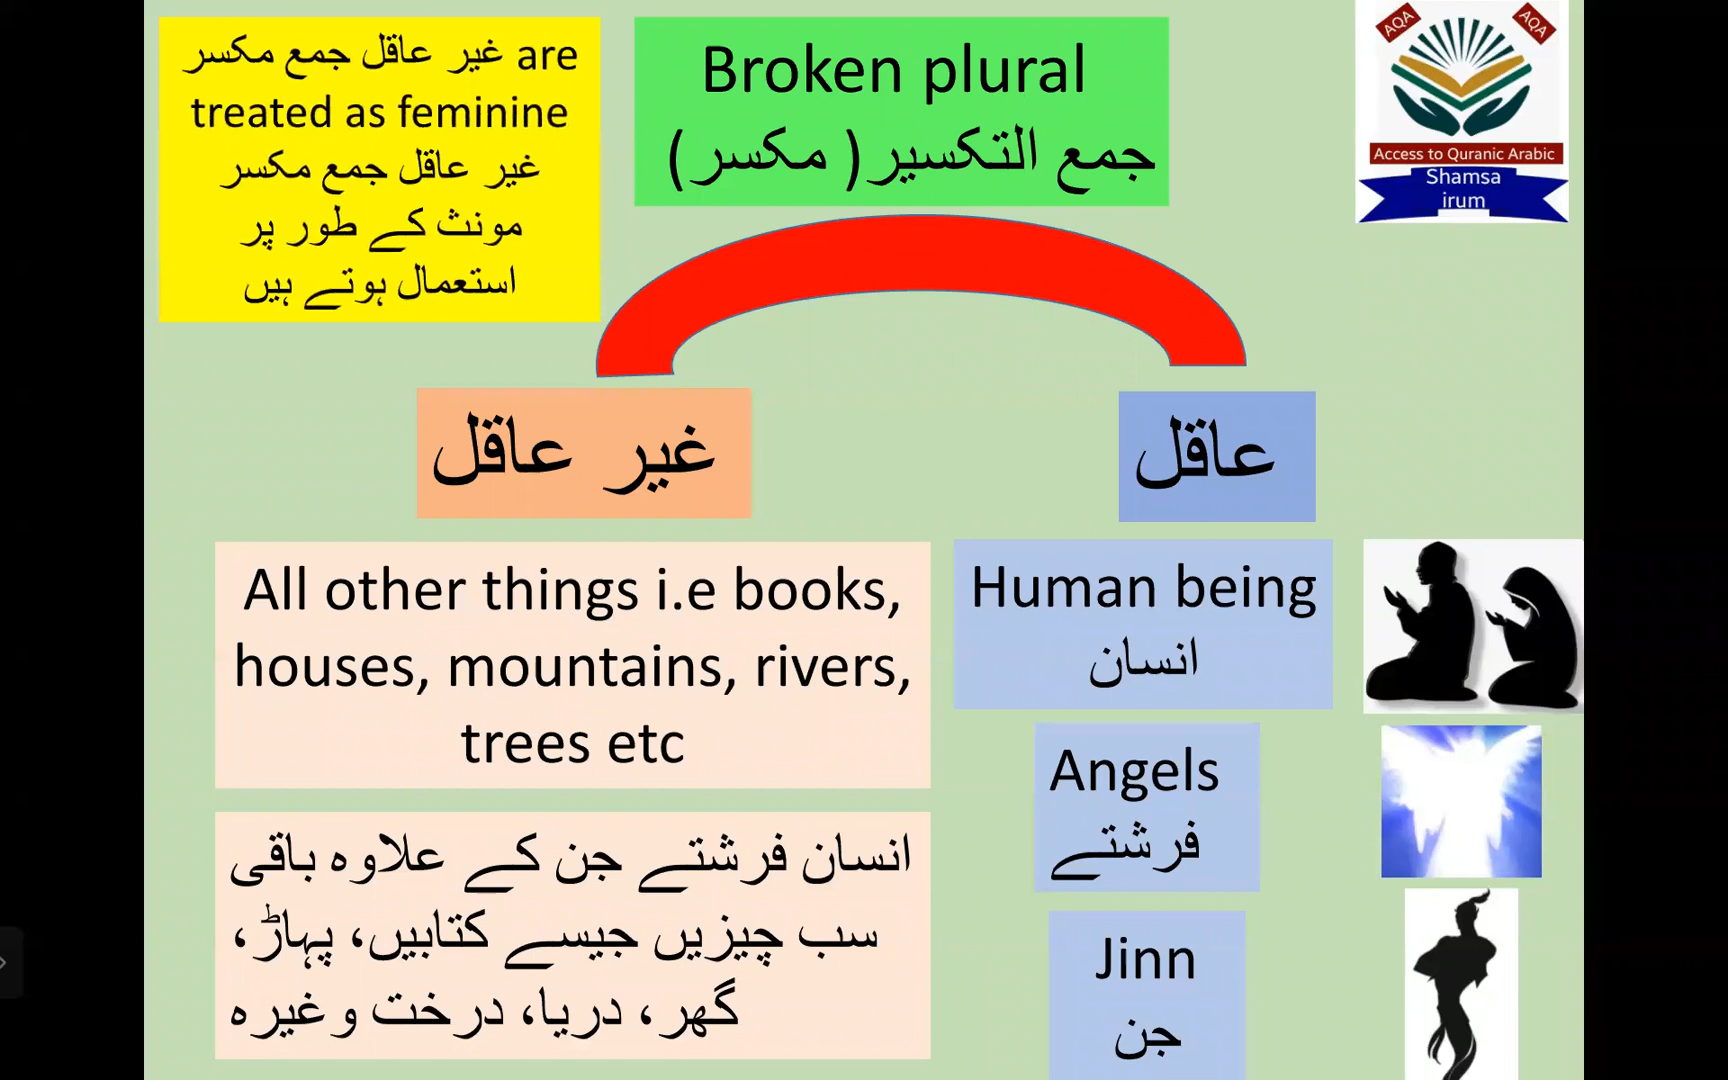 غیر عاقل جمع مکسر are
treated as feminine
غیر عاقل جمع مکسر
مونث کے طور پر
استعمال ہوتے ہیں
Broken plural
جمع التکسیر( مکسر)
AQA
AQA
Access to Quranic Arabic
Shamsa
irum
غیر عاقل
عاقل
All other things i.e books,
houses, mountains, rivers,
trees etc
انسان فرشتے جن کے علاوہ باقی
سب چیزیں جیسے کتابیں، پہاڑ،
گھر، دریا، درخت وغیرہ
Human being
انسان
Angels
فرشتے
Jinn
جن